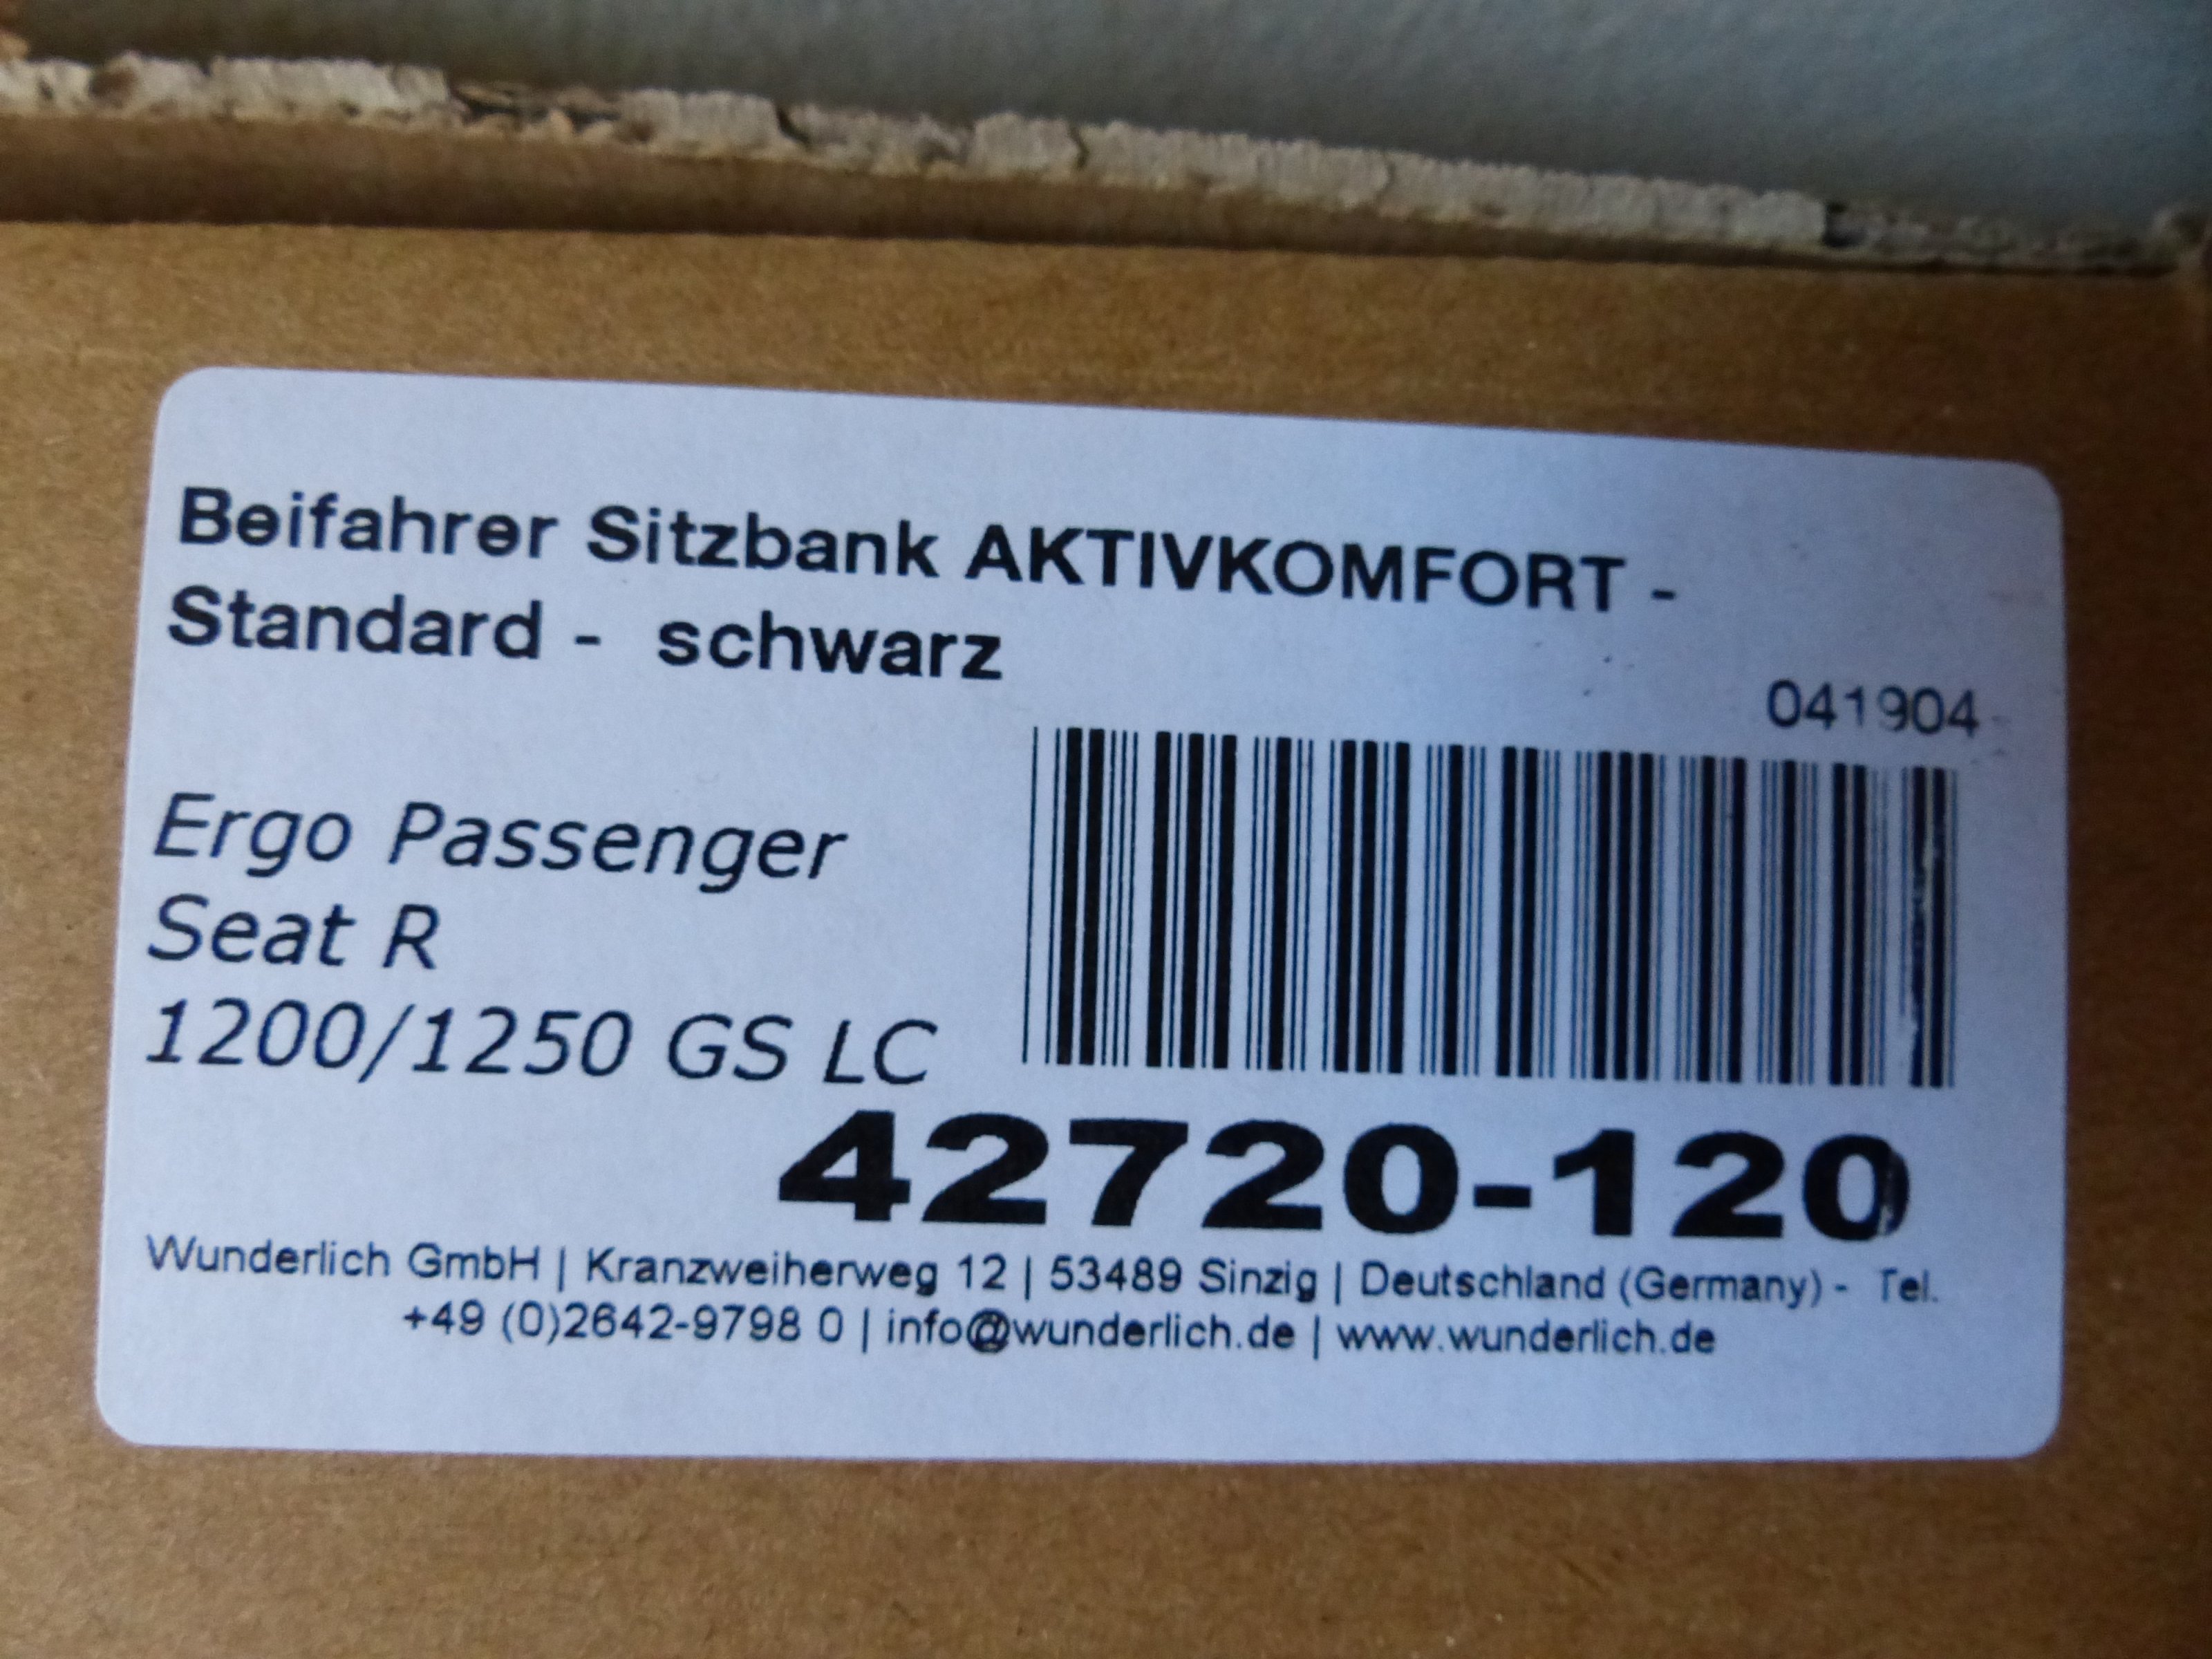 Beifahrer Sitzbank AKTIVKOMFORT -
Standard -  schwarz
041904
Ergo Passenger
Seat R
1200/1250 GS LC
42720-120
Wunderlich GmbH | Kranzweiherweg 12 | 53489 Sinzig | Deutschland (Germany) -  Tel.
+49 (0)2642-9798 0 | info@wunderlich.de | www.wunderlich.de